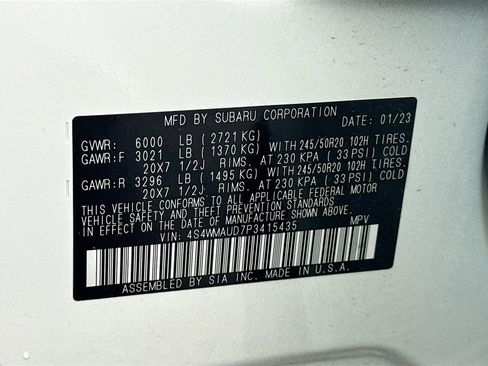 MFD BY SUBARU CORPORATION DATE: 01/23
GVWR: 6000 LB (2721 KG)
GAWR:F 3021 LB (1370 KG) WITH 245/50R20 102H TIRES.
20X7 1/2J RIMS. AT 230 KPA (33 PSI) COLD
GAWR:R 3296 LB (1495 KG) WITH 245/50R20 102H TIRES.
20X7 1/2J RIMS. AT 230 KPA (33 PSI) COLD
THIS VEHICLE CONFORMS TO ALL APPLICABLE FEDERAL MOTOR
VEHICLE SAFETY AND THEFT PREVENTION STANDARDS IN EFFECT ON THE
DATE OF MANUFACTURE SHOWN ABOVE.
VIN: 4S4WMAUD7P3415435 MPV
ASSEMBLED BY SIA INC. MADE IN U.S.A.